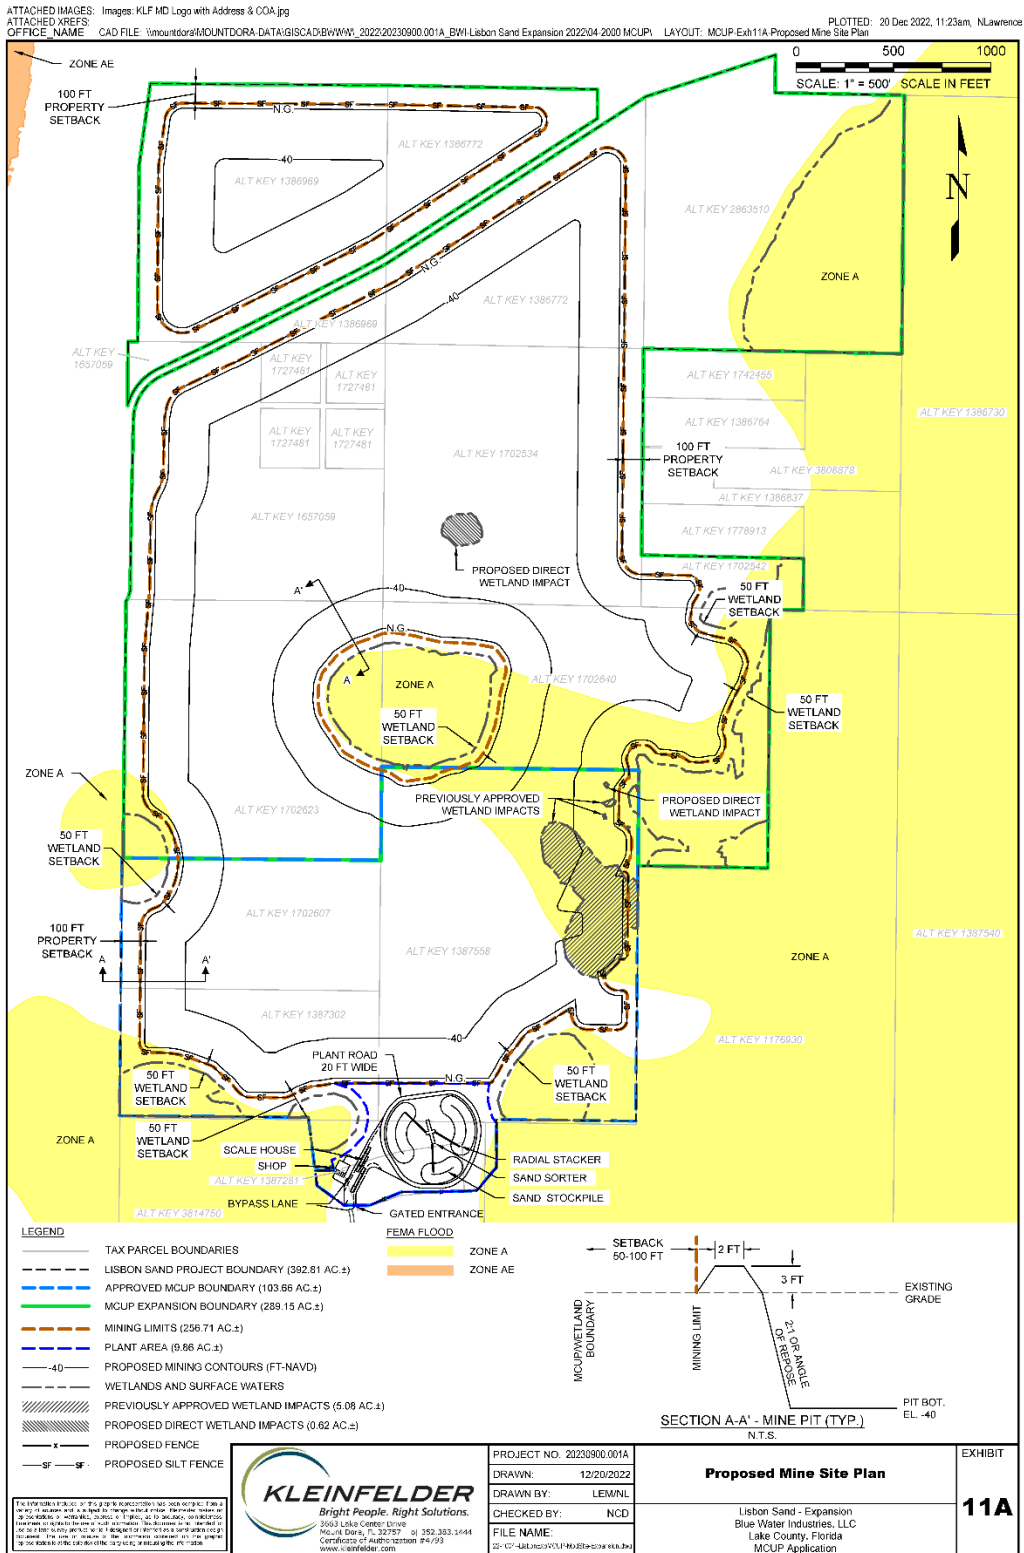 ATTACHED IMAGES: Images: KLF MD Logo with Address & COA.jpg
ATTACHED XREFS:
OFFICE_NAME CAD FILE: LAYOUT: MCUP-Exh11A-Proposed Mine Site Plan
PLOTTED: 20 Dec 2022, 11:23am, NLawrence
0 500 1000
SCALE: 1" = 500' SCALE IN FEET
N
ZONE AE
100 FT
PROPERTY
SETBACK
N.G.
ALT KEY 1386772
-40
ALT KEY 1386969
ALT KEY 2863510
ZONE A
N.G.
-40
ALT KEY 1386772
ALT KEY 1386969
ALT KEY
1657059
ALT KEY
1727481
ALT KEY
1727481
ALT KEY
1727481
ALT KEY
1727481
ALT KEY 1742455
ALT KEY 1386764
ALT KEY 1386730
100 FT
PROPERTY
SETBACK
ALT KEY 1702534
ALT KEY 3808878
ALT KEY 1386837
ALT KEY 1657059
ALT KEY 1778913
PROPOSED DIRECT
WETLAND IMPACT
ALT KEY 1702542
50 FT
WETLAND
SETBACK
A'
-40
N.G.
A
ZONE A
ALT KEY 1702640
50 FT
WETLAND
SETBACK
50 FT
WETLAND
SETBACK
ZONE A
PREVIOUSLY APPROVED
WETLAND IMPACTS
PROPOSED DIRECT
WETLAND IMPACT
ALT KEY 1702623
50 FT
WETLAND
SETBACK
ALT KEY 1702607
100 FT
PROPERTY
SETBACK
ALT KEY 1387558
ALT KEY 1387540
ZONE A
A A'
ALT KEY 1387302
-40
ALT KEY 1176930
PLANT ROAD
20 FT WIDE
N.G.
50 FT
WETLAND
SETBACK
50 FT
WETLAND
SETBACK
50 FT
WETLAND
SETBACK
ZONE A
SCALE HOUSE
SHOP
ALT KEY 1387281
BYPASS LANE
RADIAL STACKER
SAND SORTER
SAND STOCKPILE
GATED ENTRANCE
ALT KEY 3814750
LEGEND
TAX PARCEL BOUNDARIES
LISBON SAND PROJECT BOUNDARY (392.81 AC.±)
APPROVED MCUP BOUNDARY (103.66 AC.±)
MCUP EXPANSION BOUNDARY (289.15 AC.±)
MINING LIMITS (256.71 AC.±)
PLANT AREA (9.86 AC.±)
-40 PROPOSED MINING CONTOURS (FT-NAVD)
WETLANDS AND SURFACE WATERS
PREVIOUSLY APPROVED WETLAND IMPACTS (5.08 AC.±)
PROPOSED DIRECT WETLAND IMPACTS (0.62 AC.±)
x PROPOSED FENCE
SF SF PROPOSED SILT FENCE
FEMA FLOOD
ZONE A
ZONE AE
SETBACK
50-100 FT
2 FT
3 FT
EXISTING
GRADE
MCUP/WETLAND
BOUNDARY
MINING LIMIT
2:1 OR ANGLE
OF REPOSE
PIT BOT.
EL. -40
SECTION A-A' - MINE PIT (TYP.)
N.T.S.
KLEINFELDER
Bright People. Right Solutions.
3663 Lake Center Drive
Mount Dora, FL 32757 p| 352.383.1444
Certificate of Authorization #4793
www.kleinfelder.com
PROJECT NO. 20230900.001A
DRAWN: 12/20/2022
DRAWN BY: LEM/NL
CHECKED BY: NCD
FILE NAME:
Proposed Mine Site Plan
Lisbon Sand - Expansion
Blue Water Industries, LLC
Lake County, Florida
MCUP Application
EXHIBIT
11A